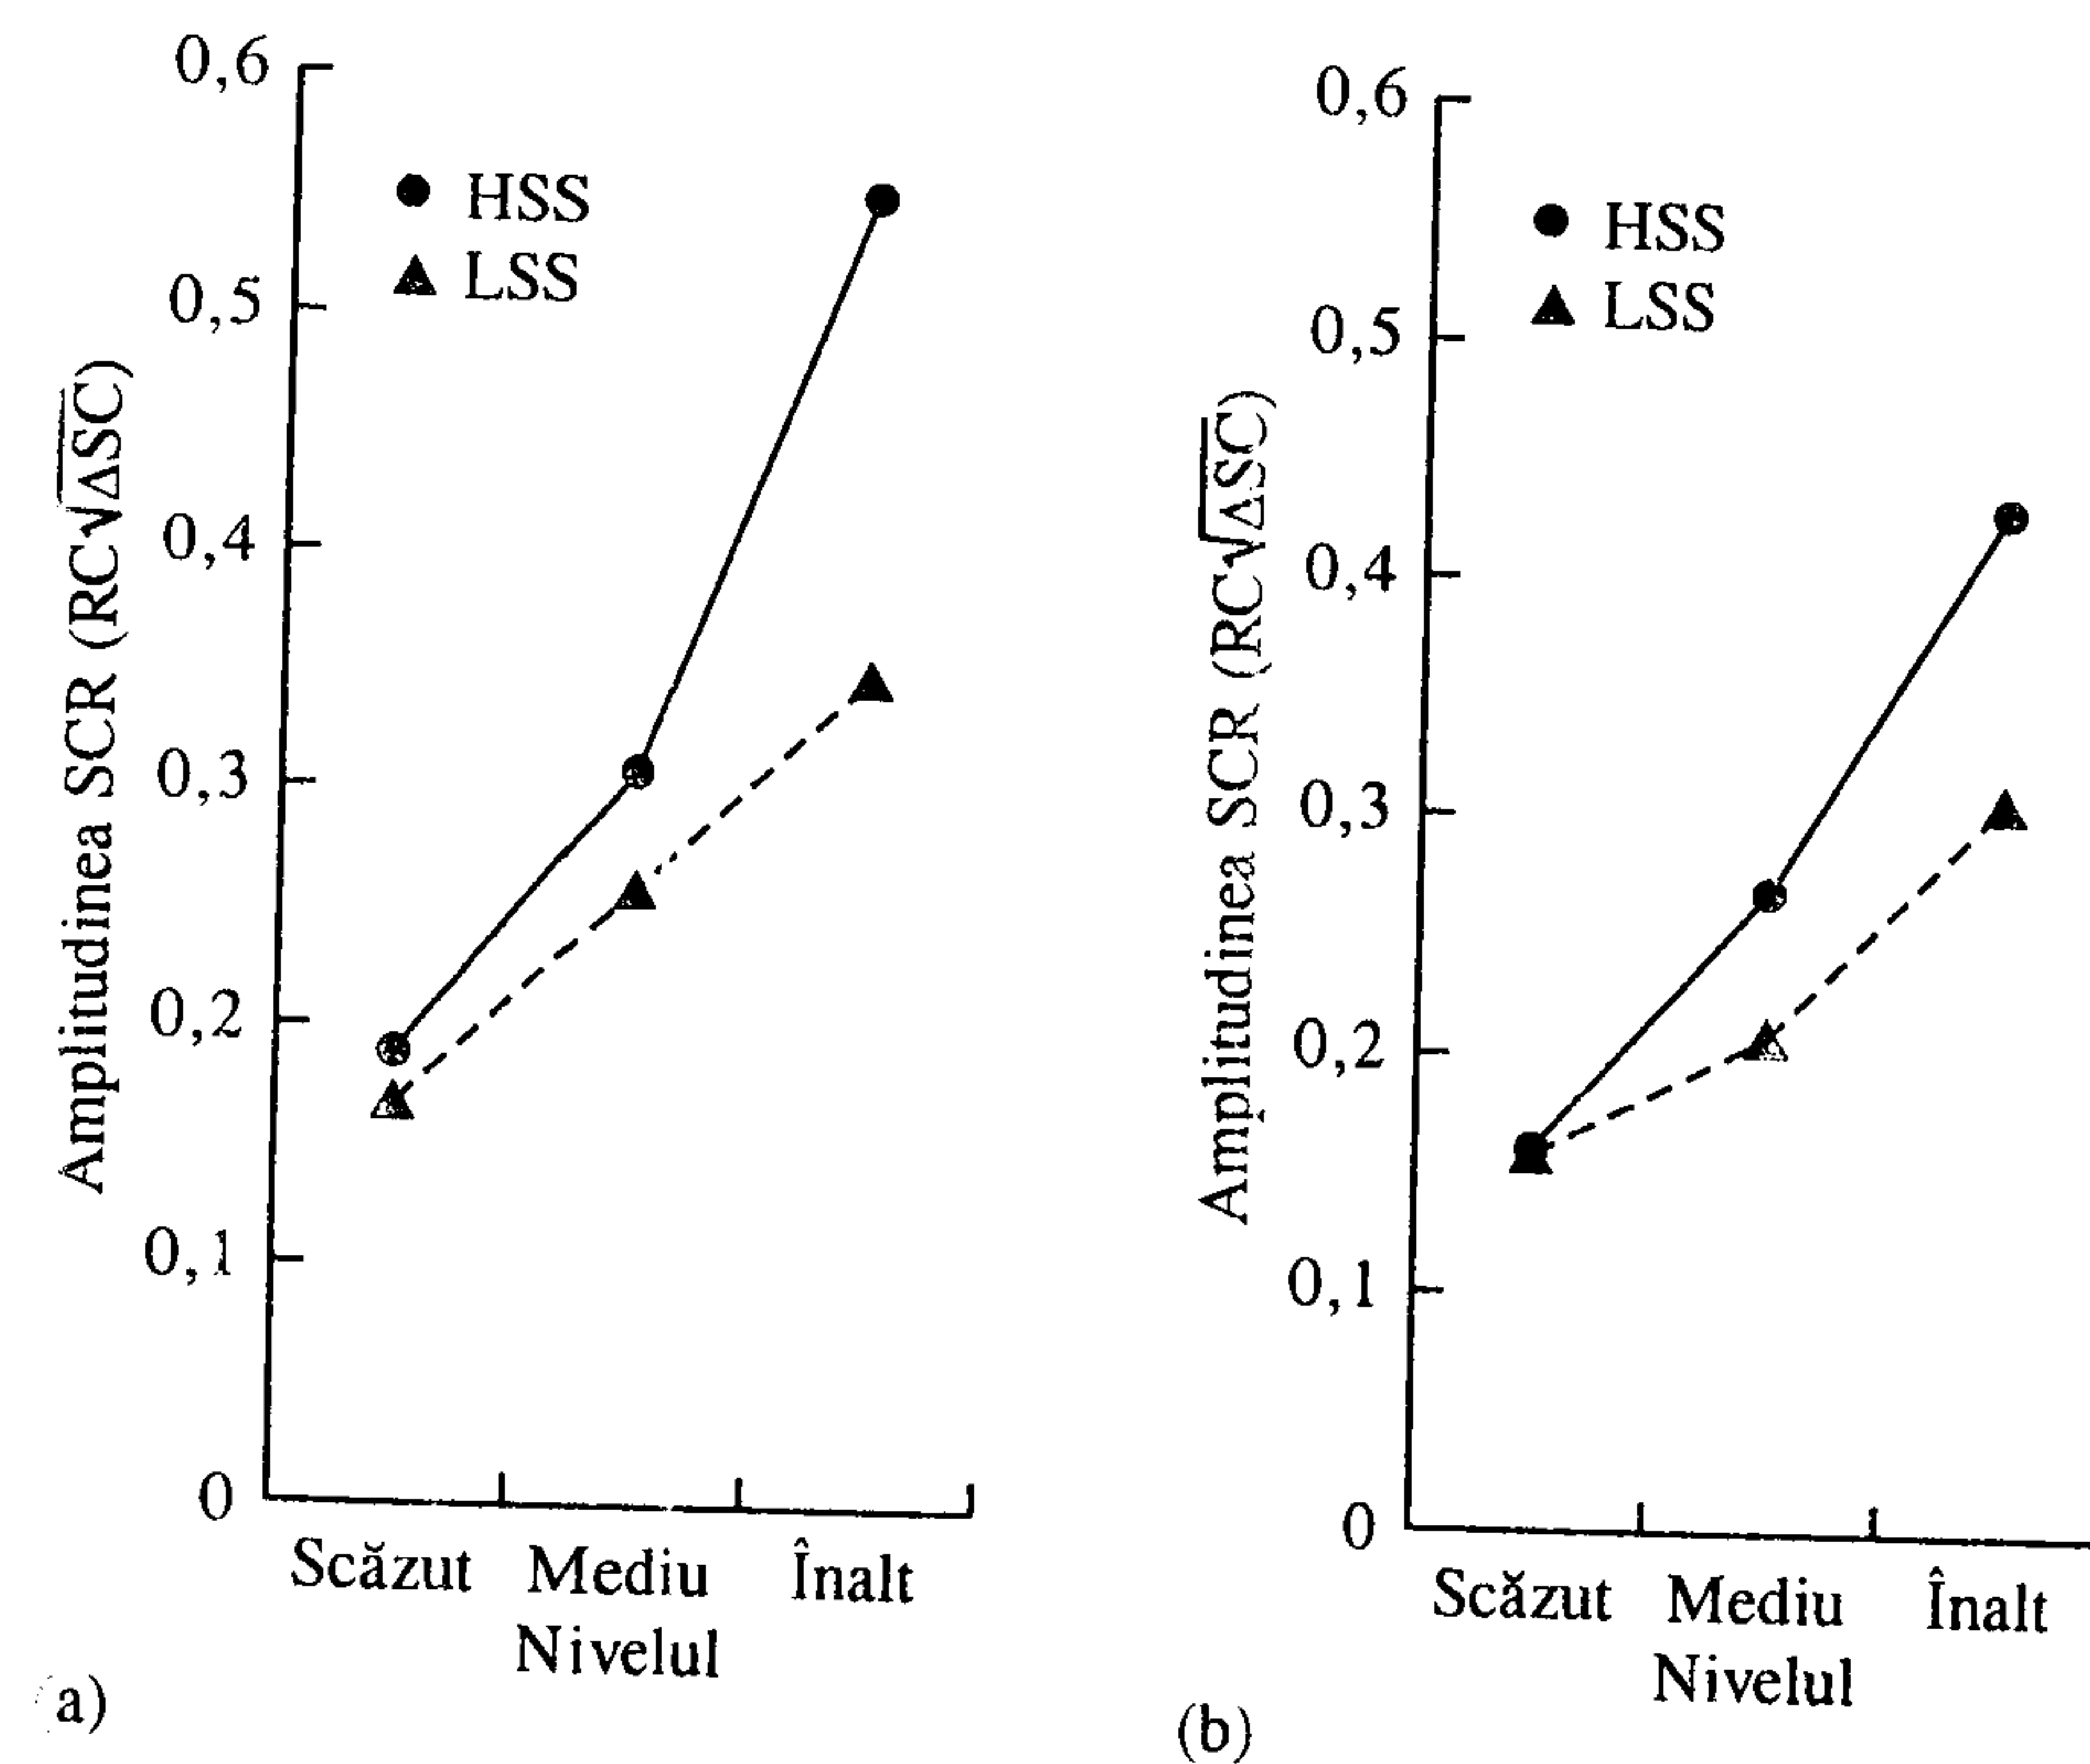 Amplitudinea SCR (RC√ΔSC)
0,6
0,5
0,4
0,3
0,2
0,1
0
HSS
LSS
Scăzut Mediu Înalt
Nivelul
(a)
Amplitudinea SCR (RC√ΔSC)
0,6
0,5
0,4
0,3
0,2
0,1
0
HSS
LSS
Scăzut Mediu Înalt
Nivelul
(b)